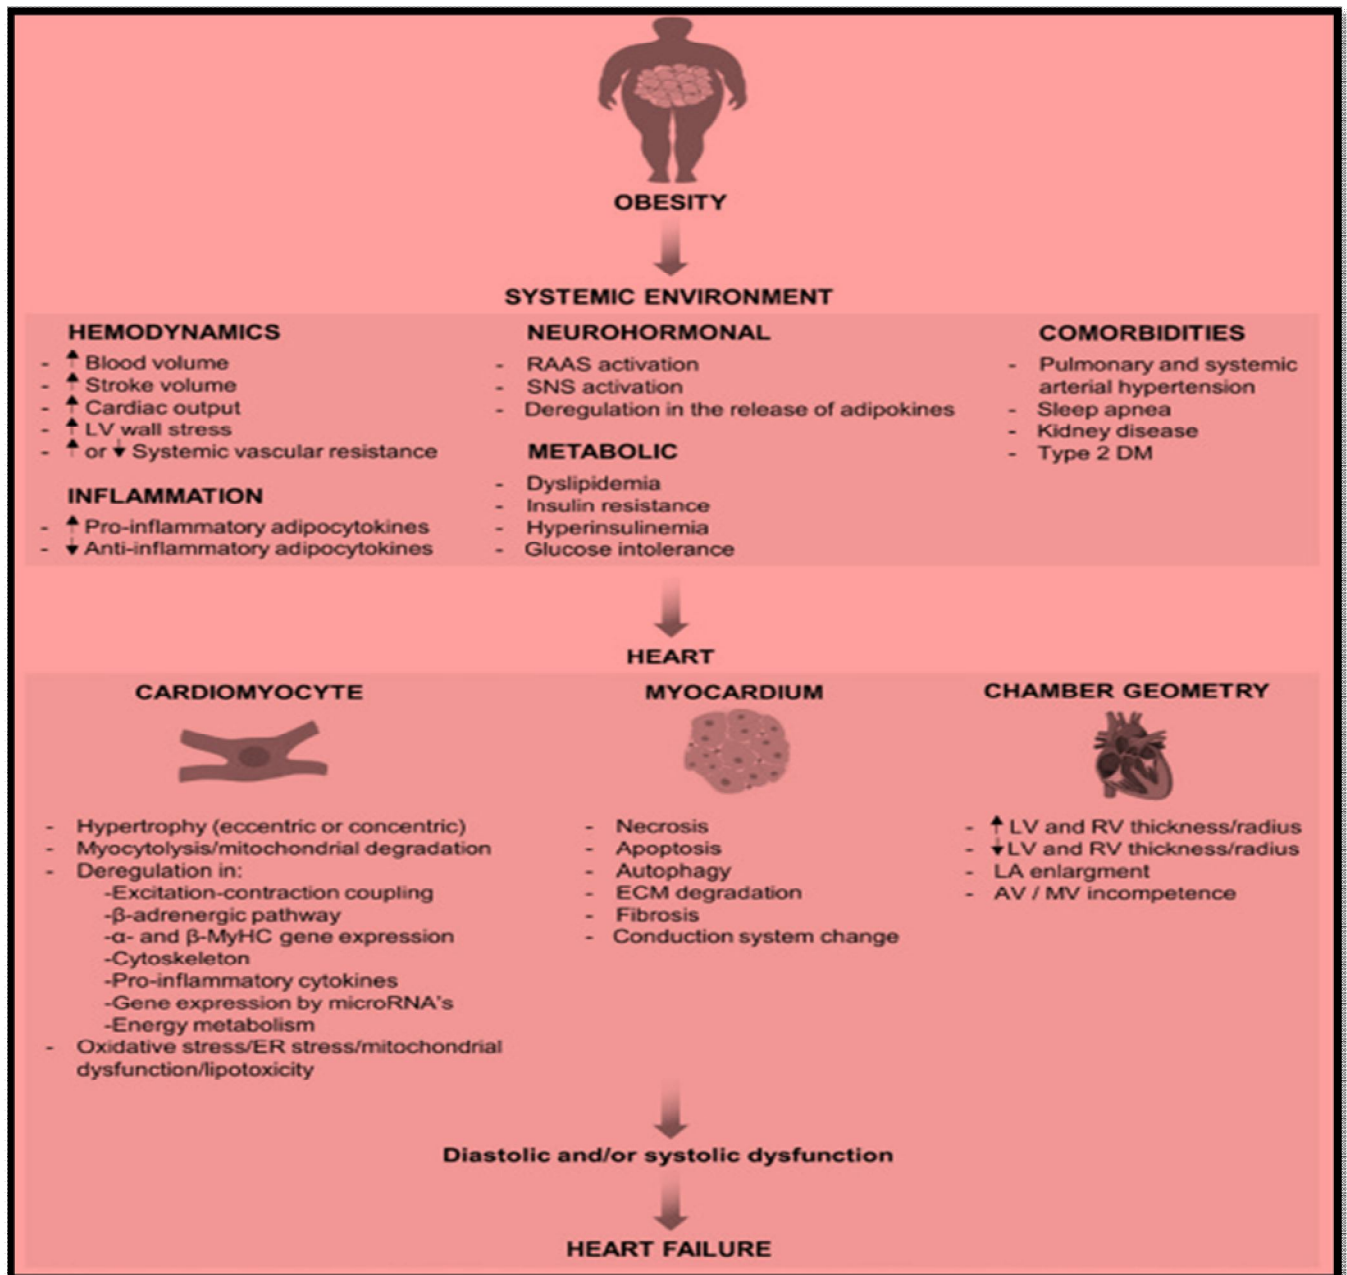 OBESITY
SYSTEMIC ENVIRONMENT
HEMODYNAMICS
- ↑ Blood volume
- ↑ Stroke volume
- ↑ Cardiac output
- ↑ LV wall stress
- ↑ or ↓ Systemic vascular resistance
INFLAMMATION
- ↑ Pro-inflammatory adipocytokines
- ↓ Anti-inflammatory adipocytokines
NEUROHORMONAL
- RAAS activation
- SNS activation
- Deregulation in the release of adipokines
METABOLIC
- Dyslipidemia
- Insulin resistance
- Hyperinsulinemia
- Glucose intolerance
COMORBIDITIES
- Pulmonary and systemic
arterial hypertension
- Sleep apnea
- Kidney disease
- Type 2 DM
HEART
CARDIOMYOCYTE
- Hypertrophy (eccentric or concentric)
- Myocytolysis/mitochondrial degradation
- Deregulation in:
-Excitation-contraction coupling
-β-adrenergic pathway
-α- and β-MyHC gene expression
-Cytoskeleton
-Pro-inflammatory cytokines
-Gene expression by microRNA's
-Energy metabolism
- Oxidative stress/ER stress/mitochondrial
dysfunction/lipotoxicity
MYOCARDIUM
- Necrosis
- Apoptosis
- Autophagy
- ECM degradation
- Fibrosis
- Conduction system change
CHAMBER GEOMETRY
- ↑ LV and RV thickness/radius
- ↓ LV and RV thickness/radius
- LA enlargment
- AV / MV incompetence
Diastolic and/or systolic dysfunction
HEART FAILURE